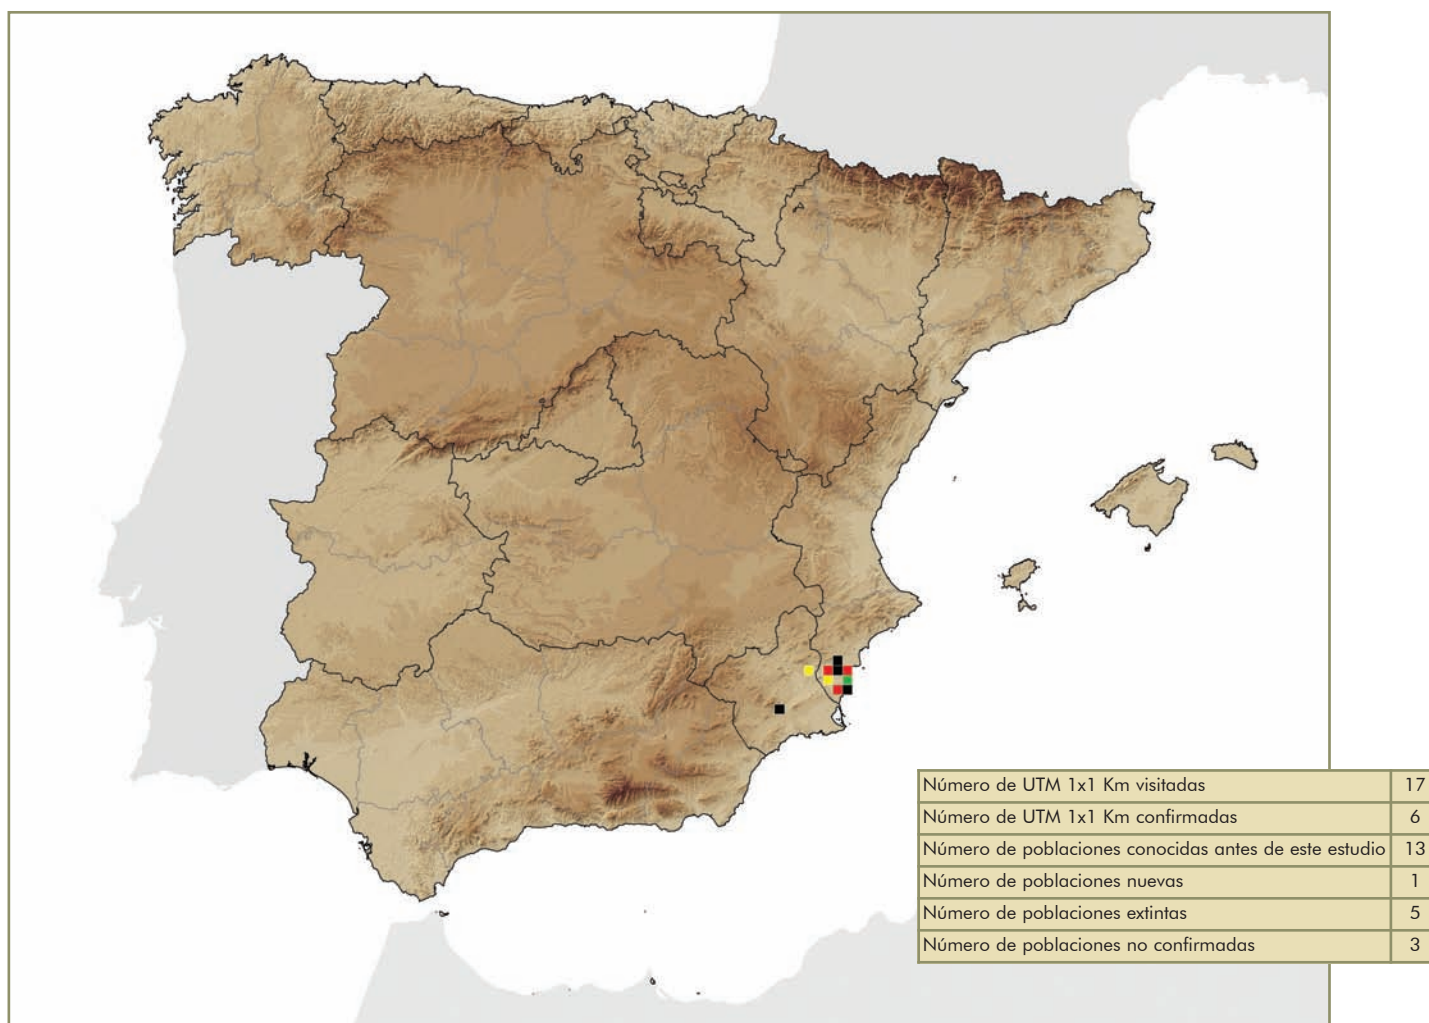 Número de UTM 1x1 Km visitadas 17
Número de UTM 1x1 Km confirmadas 6
Número de poblaciones conocidas antes de este estudio 13
Número de poblaciones nuevas 1
Número de poblaciones extintas 5
Número de poblaciones no confirmadas 3